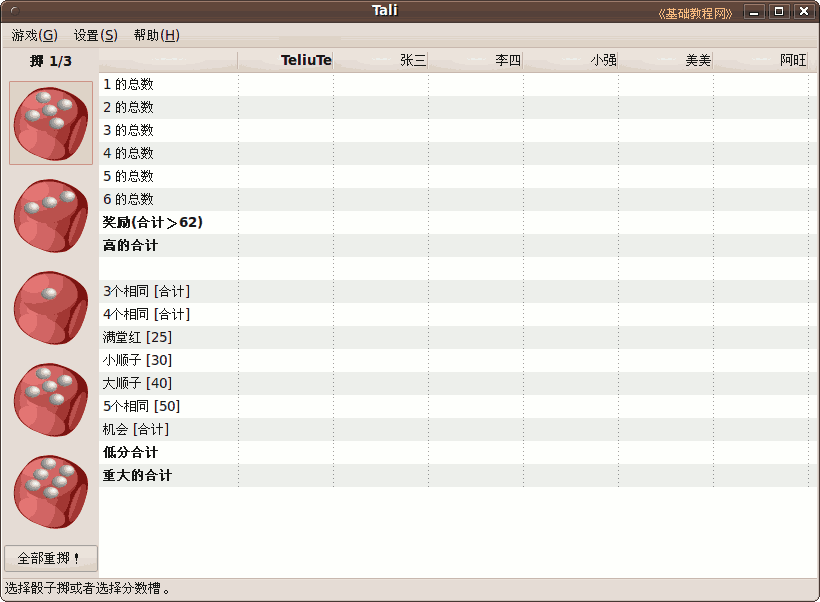 Tali
《基础教程网》
游戏(G) 设置(S) 帮助(H)
掷 1/3 TeliuTe 张三 李四 小强 美美 阿旺
1 的总数
2 的总数
3 的总数
4 的总数
5 的总数
6 的总数
奖励(合计＞62)
高的合计
3个相同 [合计]
4个相同 [合计]
满堂红 [25]
小顺子 [30]
大顺子 [40]
5个相同 [50]
机会 [合计]
低分合计
重大的合计
全部重掷！
选择骰子掷或者选择分数槽。